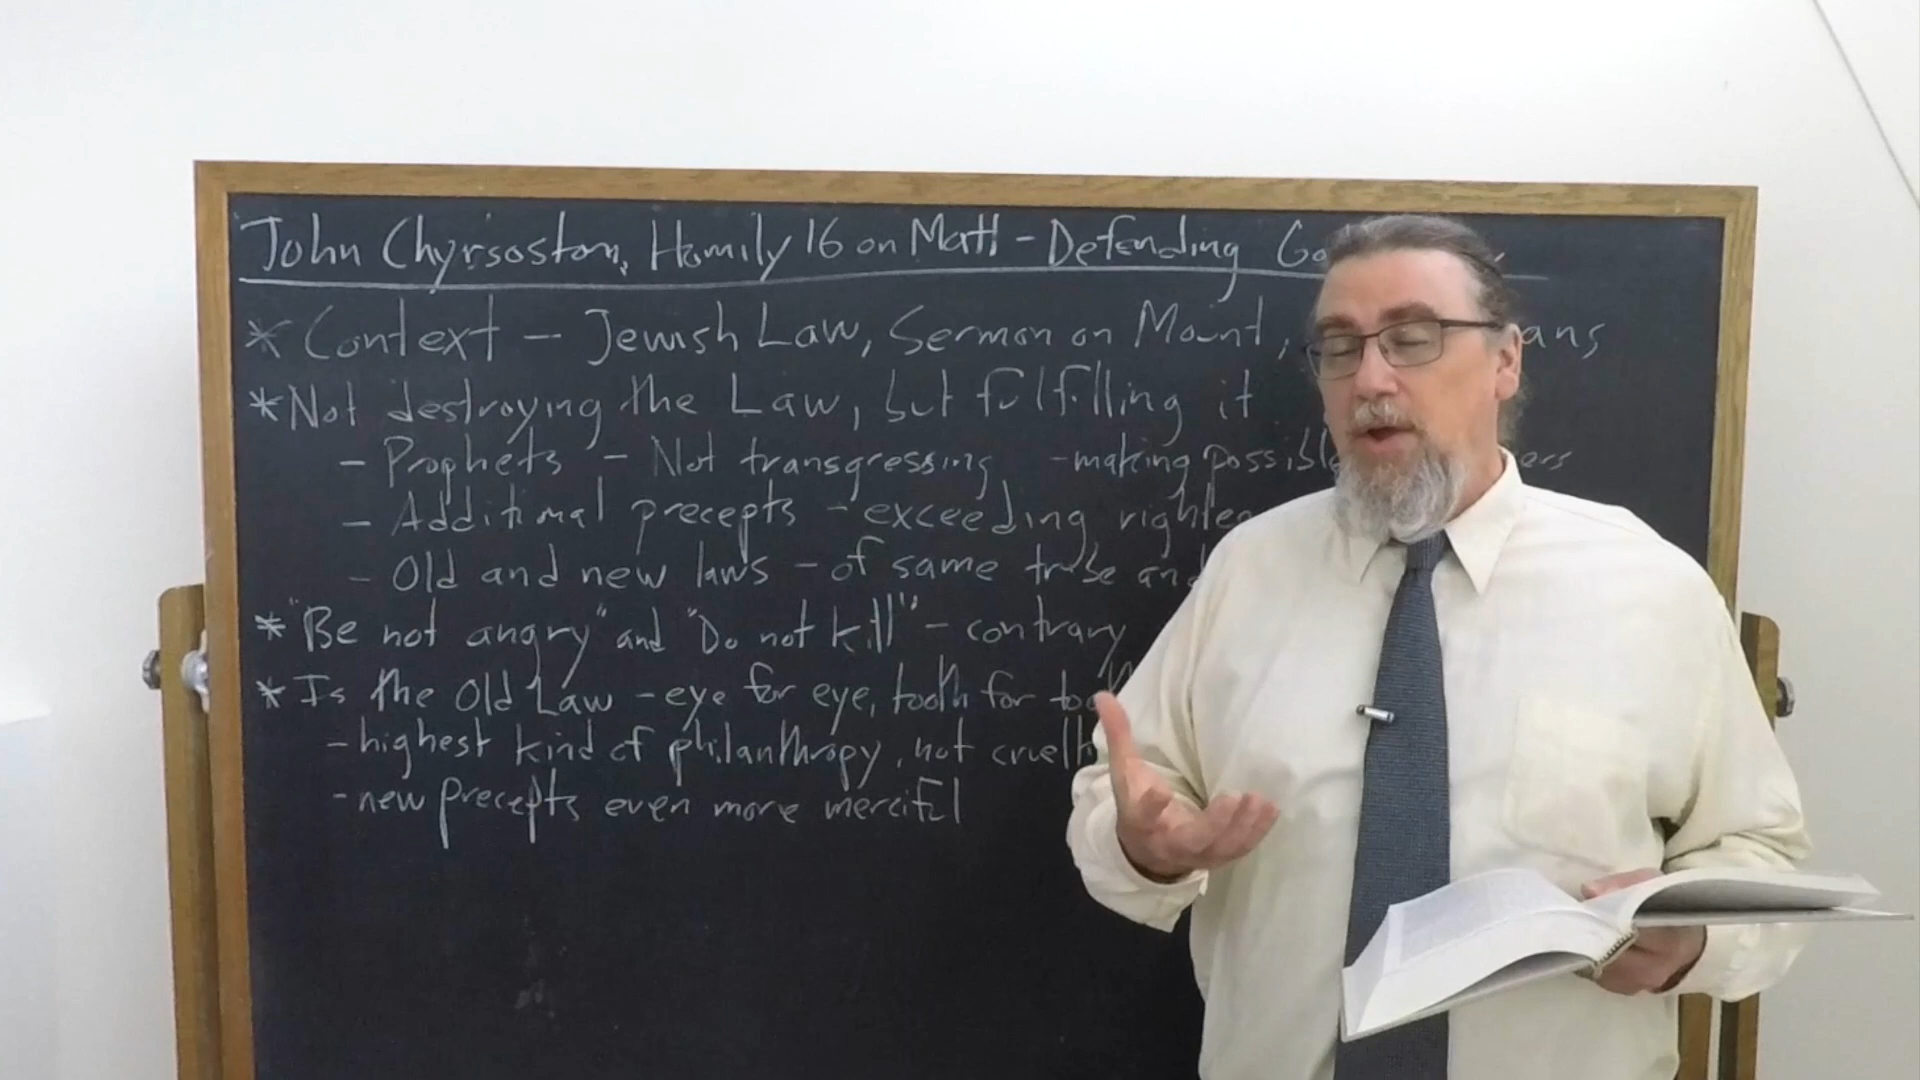 John Chyrsostom, Homily 16 on Matt - Defending
* Context - Jewish Law, Sermon on Mount,
* Not destroying the Law, but fulfilling it
- Prophets - Not transgressing - making possible
- Additional precepts - exceeding
- Old and new laws - of same tribe and
* "Be not angry" and "Do not kill" - contrary
* Is the Old Law - eye for eye, tooth for
- highest kind of philanthropy, not
- new precepts even more merciful